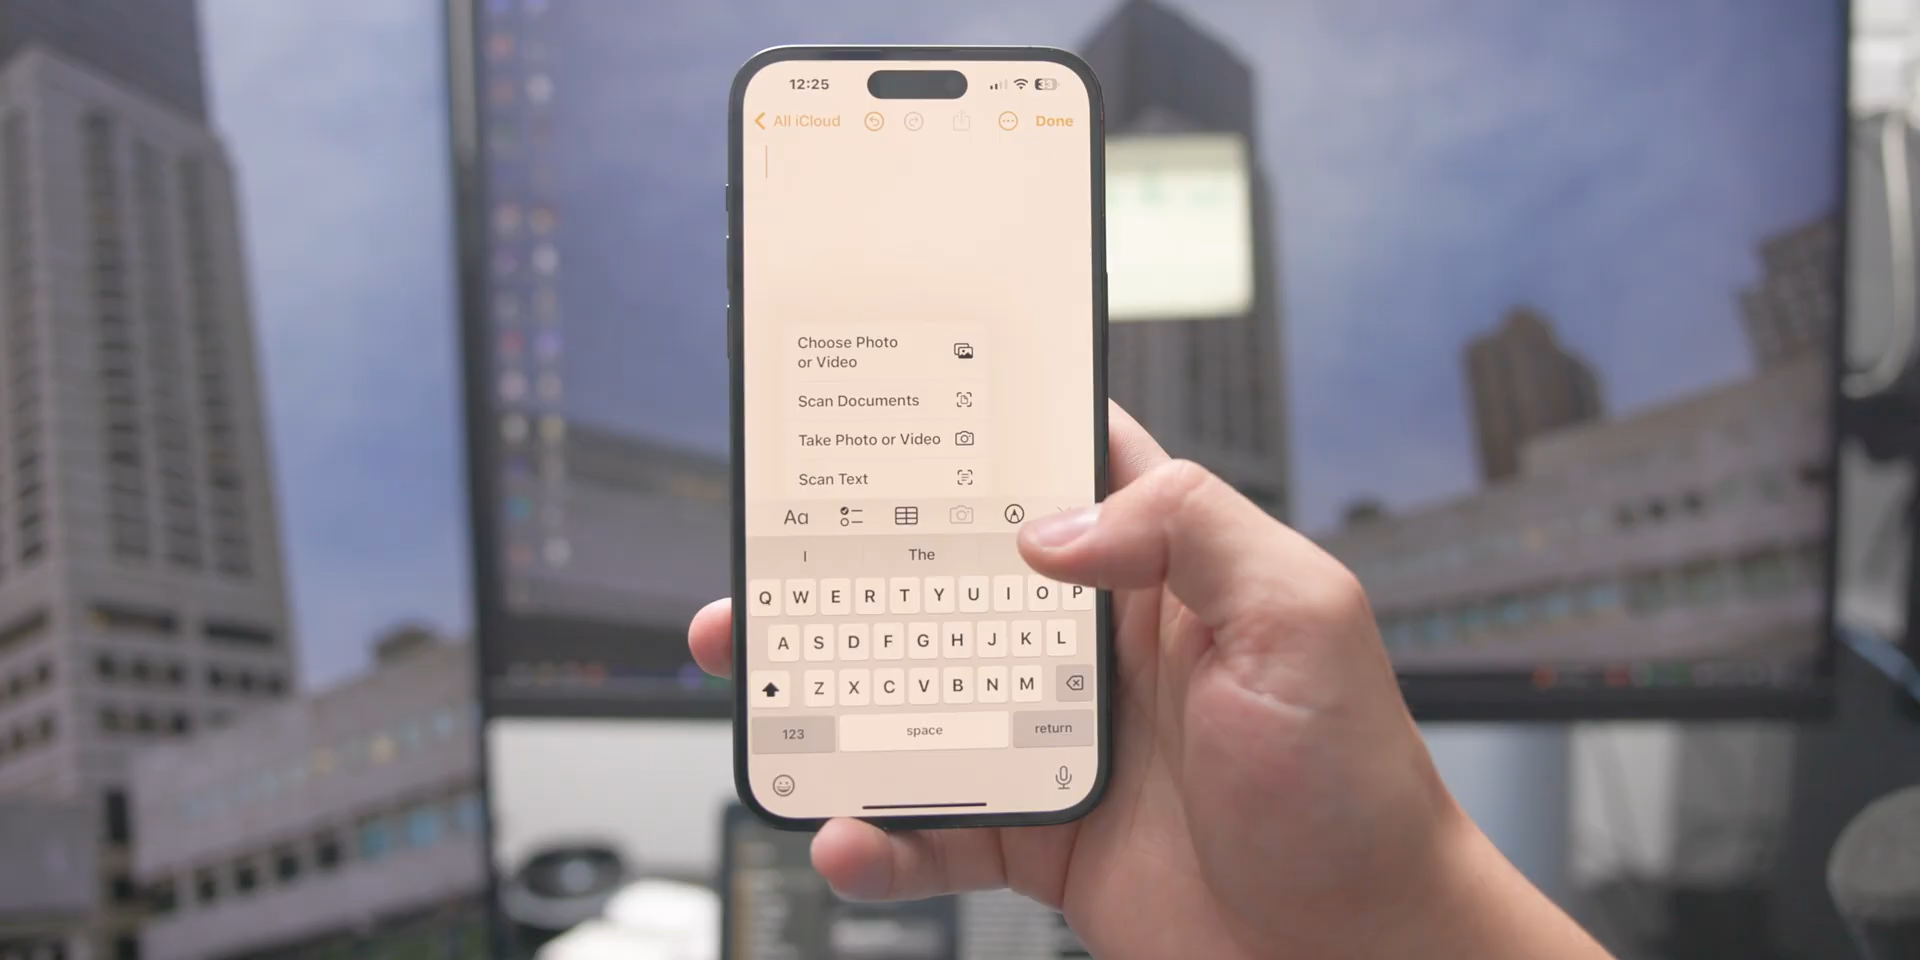 12:25
33
All iCloud
Done
Choose Photo
or Video
Scan Documents
Take Photo or Video
Scan Text
Aa
I The
Q W E R T Y U I O P
A S D F G H J K L
Z X C V B N M
123 space return